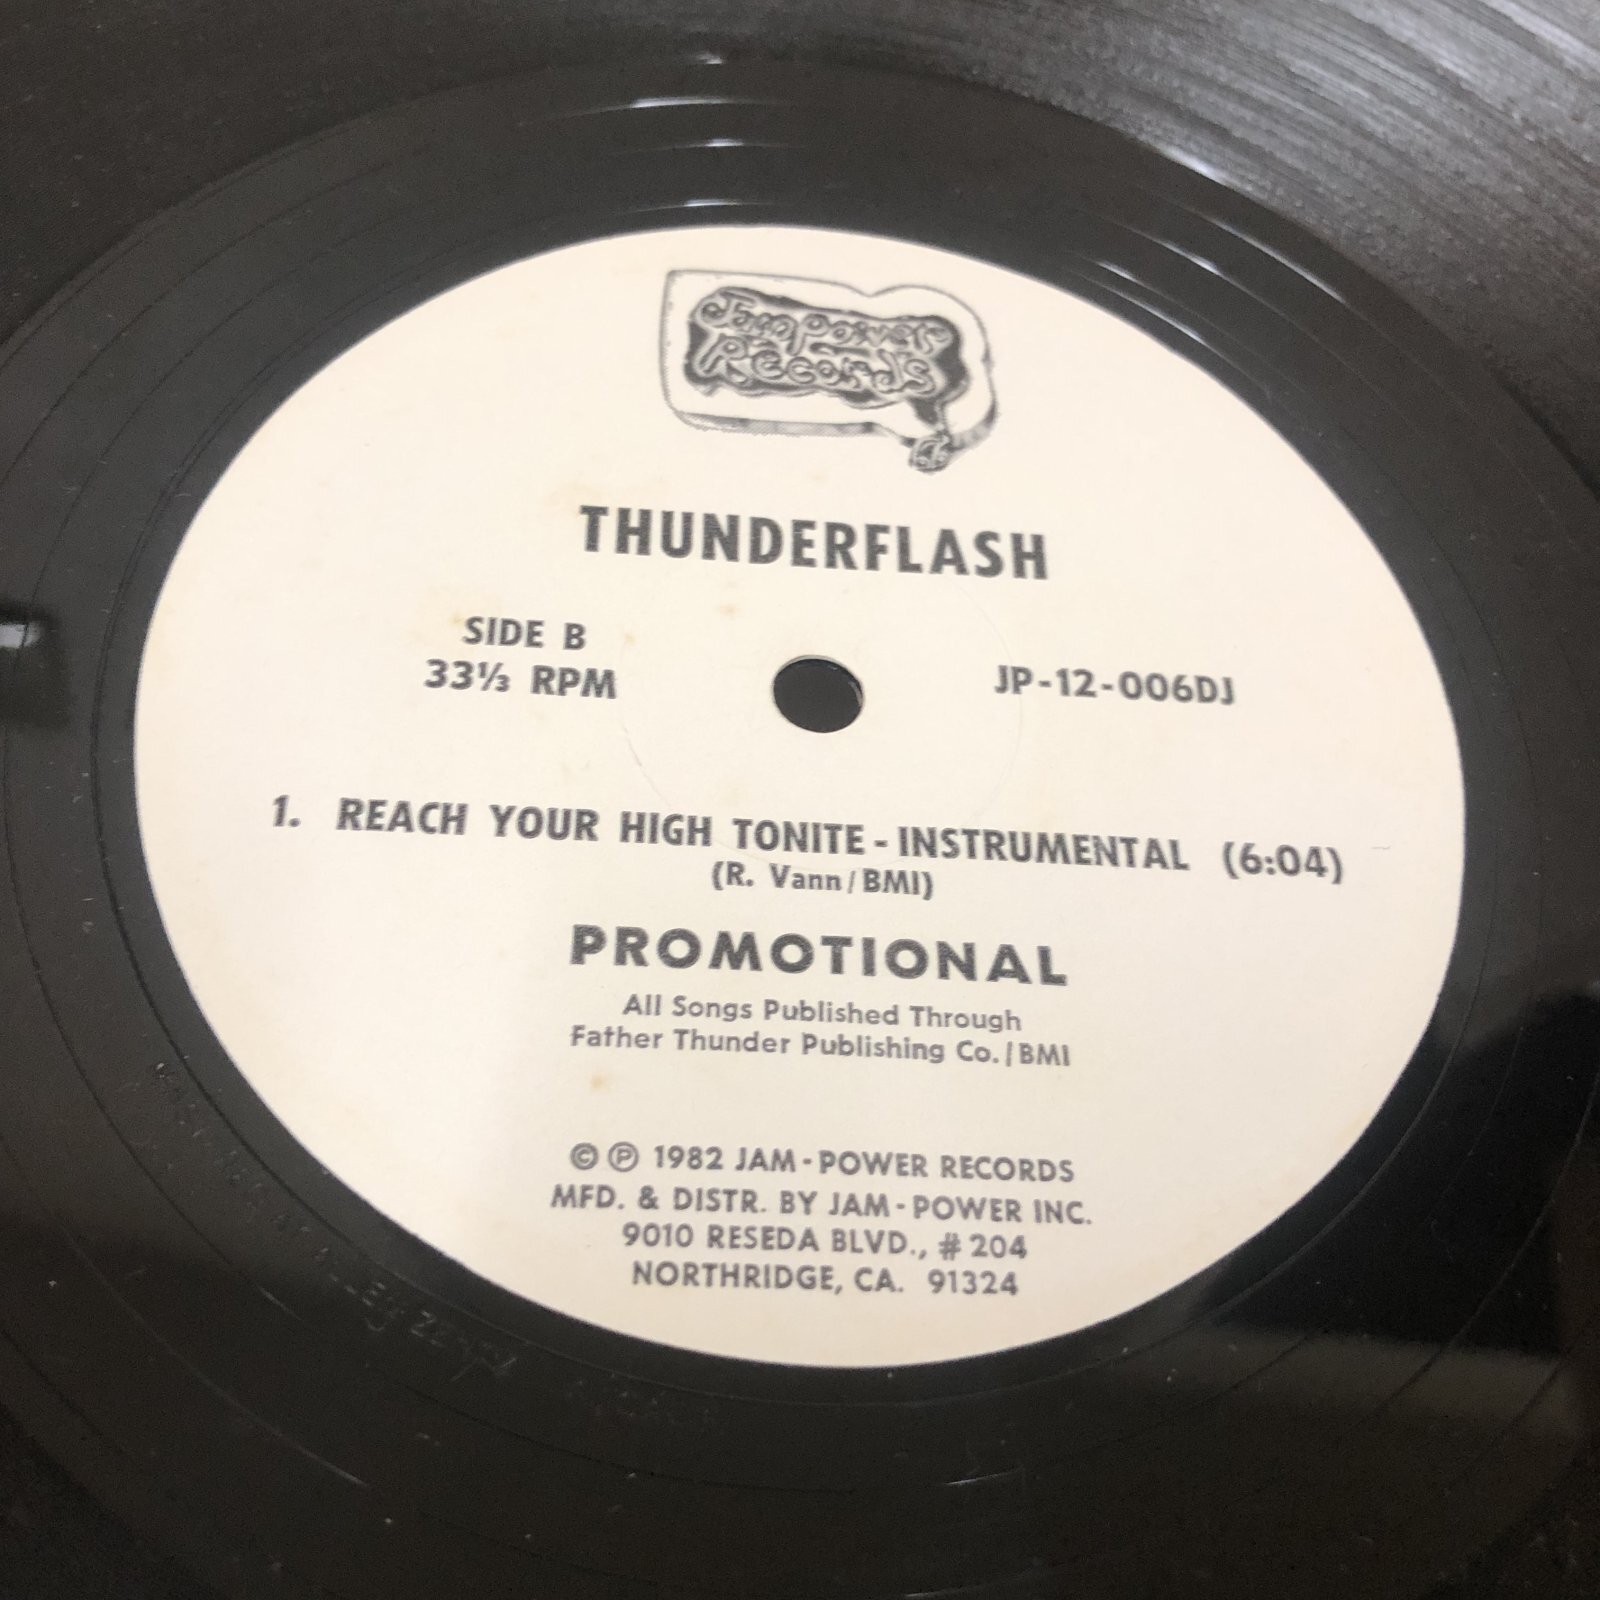 Jam Power
Records
THUNDERFLASH
SIDE B
33⅓ RPM
JP-12-006DJ
1. REACH YOUR HIGH TONITE - INSTRUMENTAL (6:04)
(R. Vann/BMI)
PROMOTIONAL
All Songs Published Through
Father Thunder Publishing Co./BMI
© ℗ 1982 JAM-POWER RECORDS
MFD. & DISTR. BY JAM-POWER INC.
9010 RESEDA BLVD., # 204
NORTHRIDGE, CA. 91324